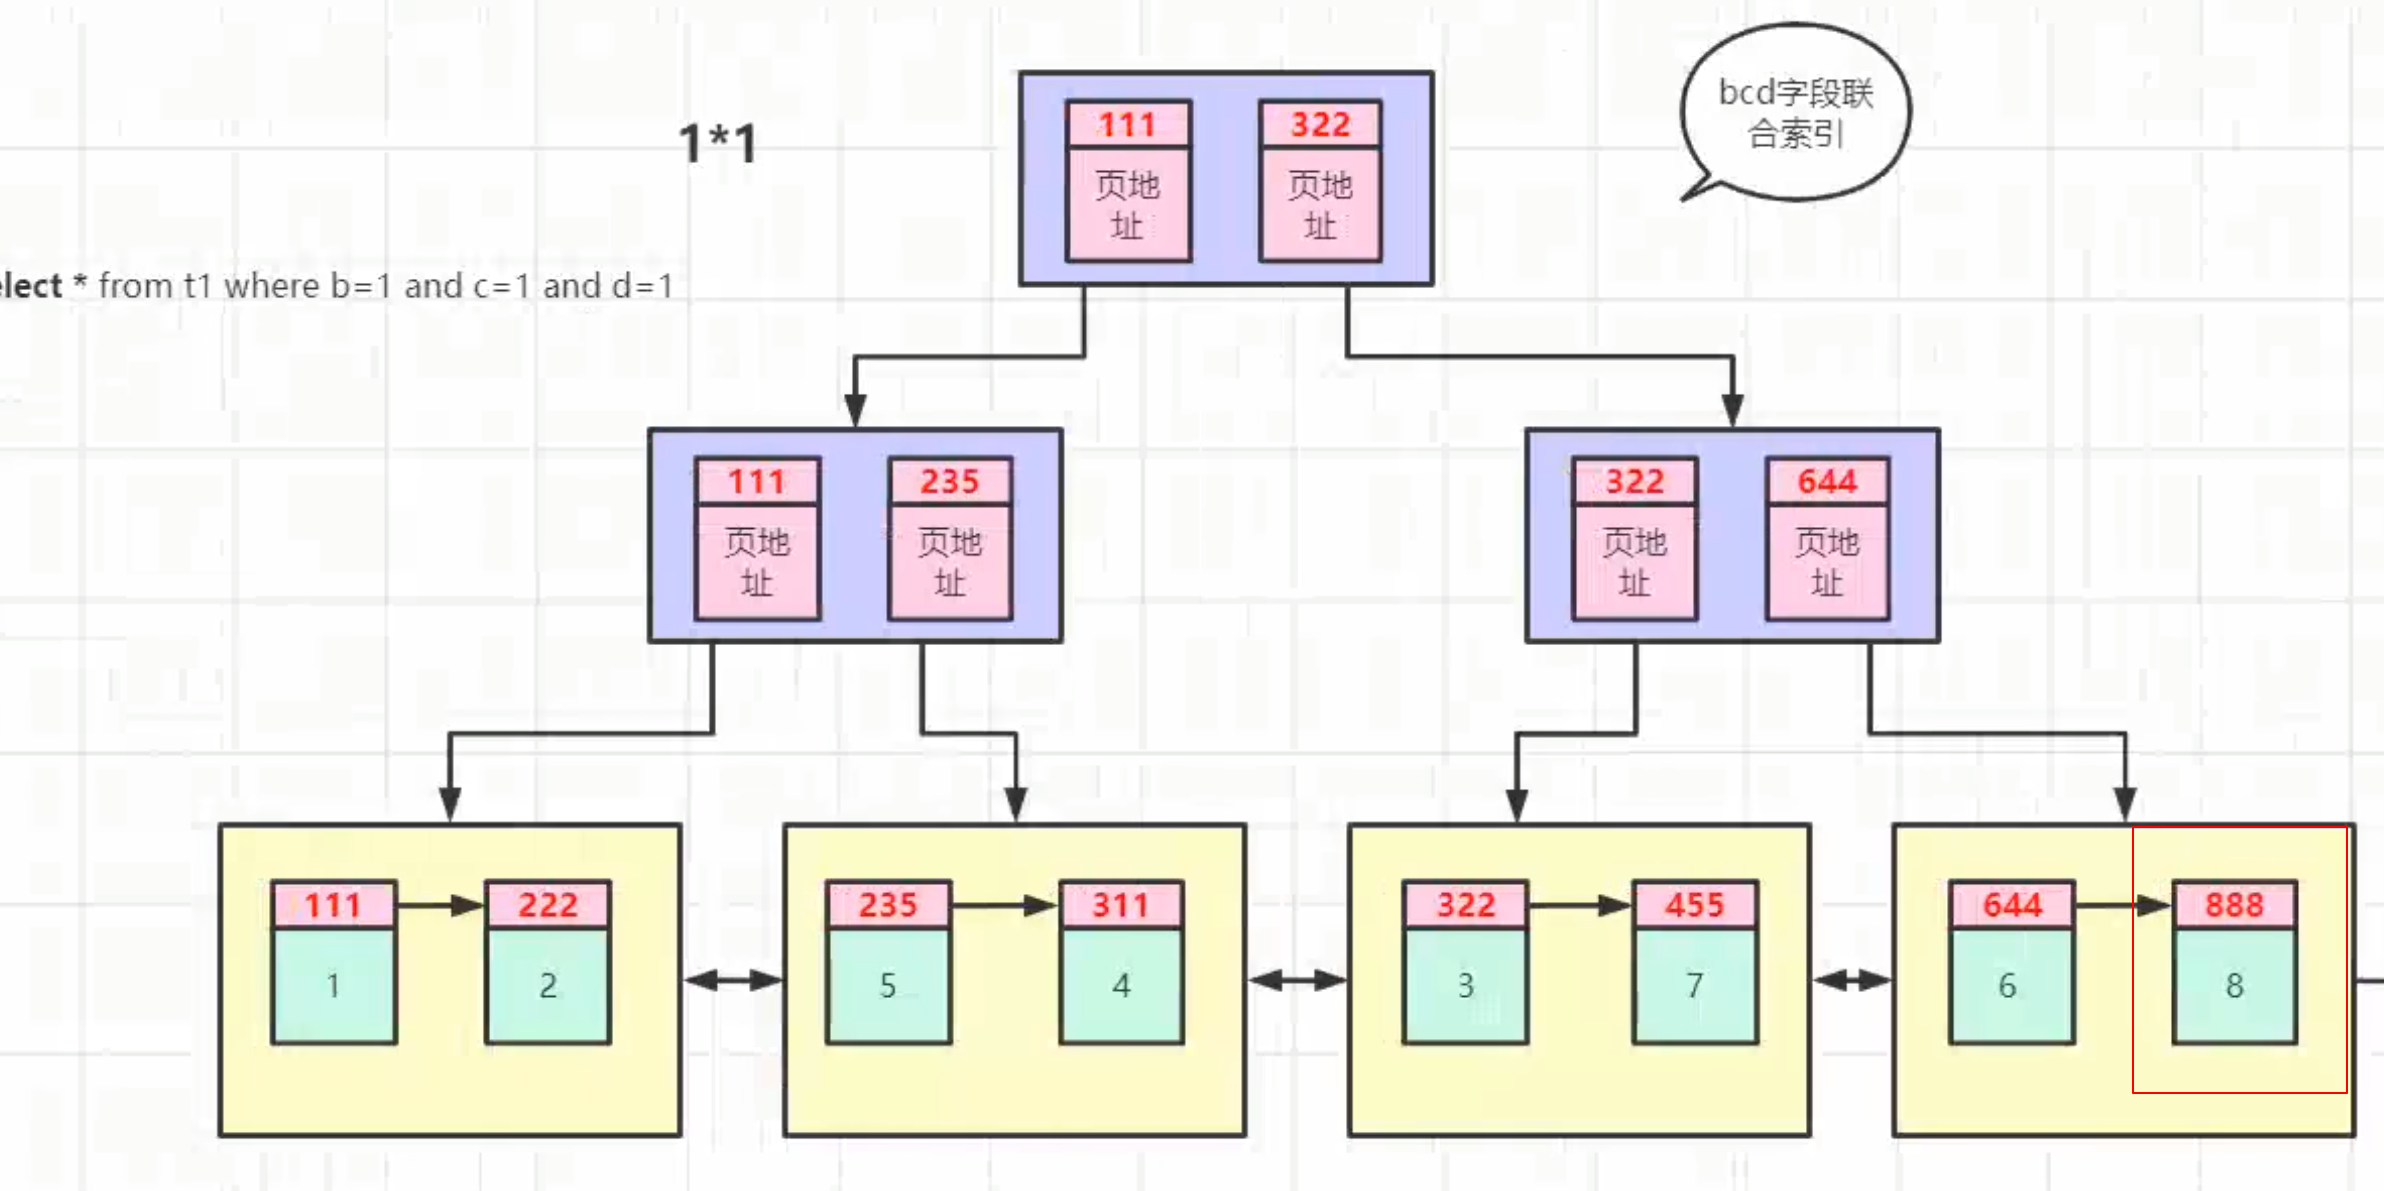 bcd字段联
合索引
1*1
111 322
页地 页地
址 址
elect * from t1 where b=1 and c=1 and d=1
111 235 322 644
页地 页地 页地 页地
址 址 址 址
111 222 235 311 322 455 644 888
1 2 5 4 3 7 6 8